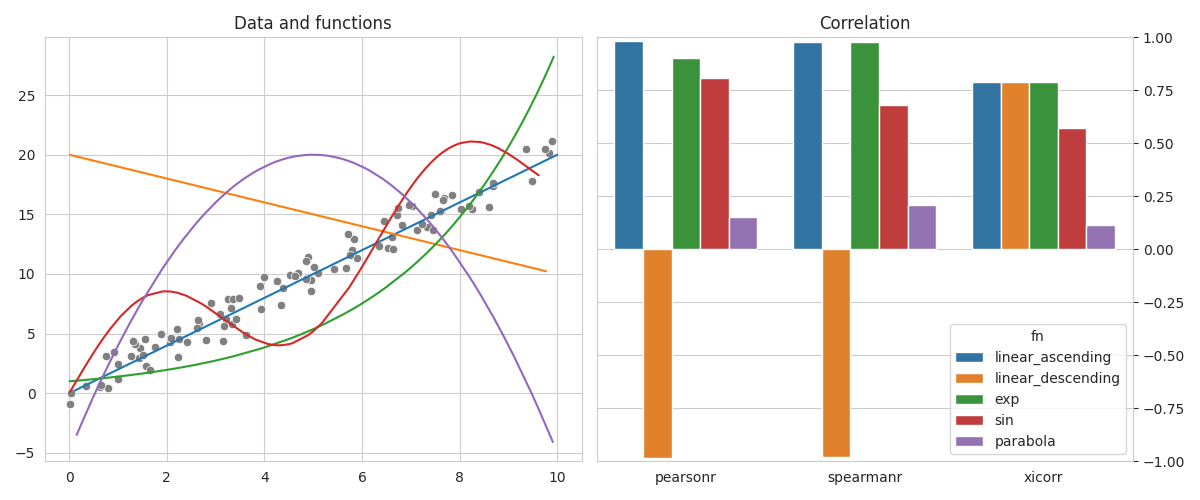 Data and functions
25
20
15
10
5
0
−5
0 2 4 6 8 10
Correlation
1.00
0.75
0.50
0.25
0.00
−0.25
−0.50
−0.75
−1.00
fn
linear_ascending
linear_descending
exp
sin
parabola
pearsonr spearmanr xicorr